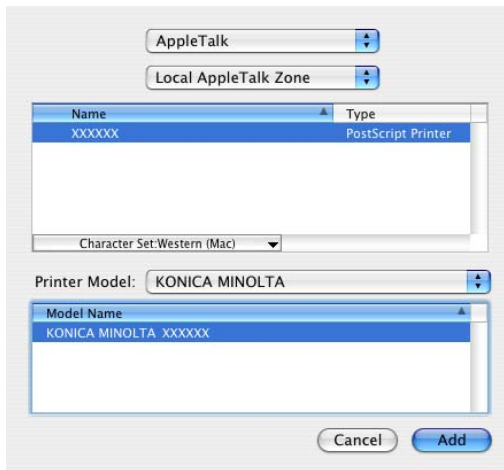 AppleTalk
Local AppleTalk Zone
Name Type
XXXXXX PostScript Printer
Character Set:Western (Mac)
Printer Model: KONICA MINOLTA
Model Name
KONICA MINOLTA XXXXXX
Cancel Add